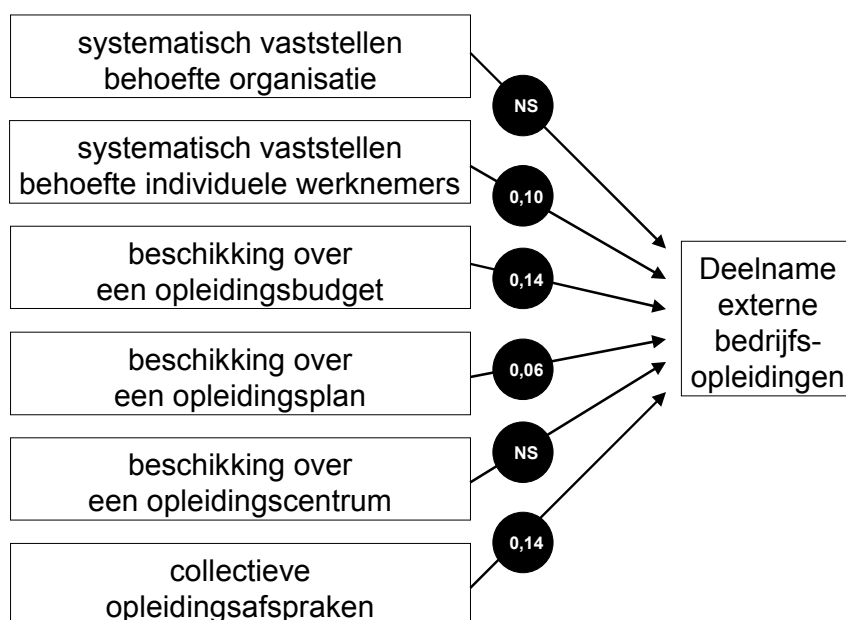 systematisch vaststellen
behoefte organisatie
NS
systematisch vaststellen
behoefte individuele werknemers
0,10
beschikking over
een opleidingsbudget
0,14
beschikking over
een opleidingsplan
0,06
beschikking over
een opleidingscentrum
NS
collectieve
opleidingsafspraken
0,14
Deelname
externe
bedrijfs-
opleidingen